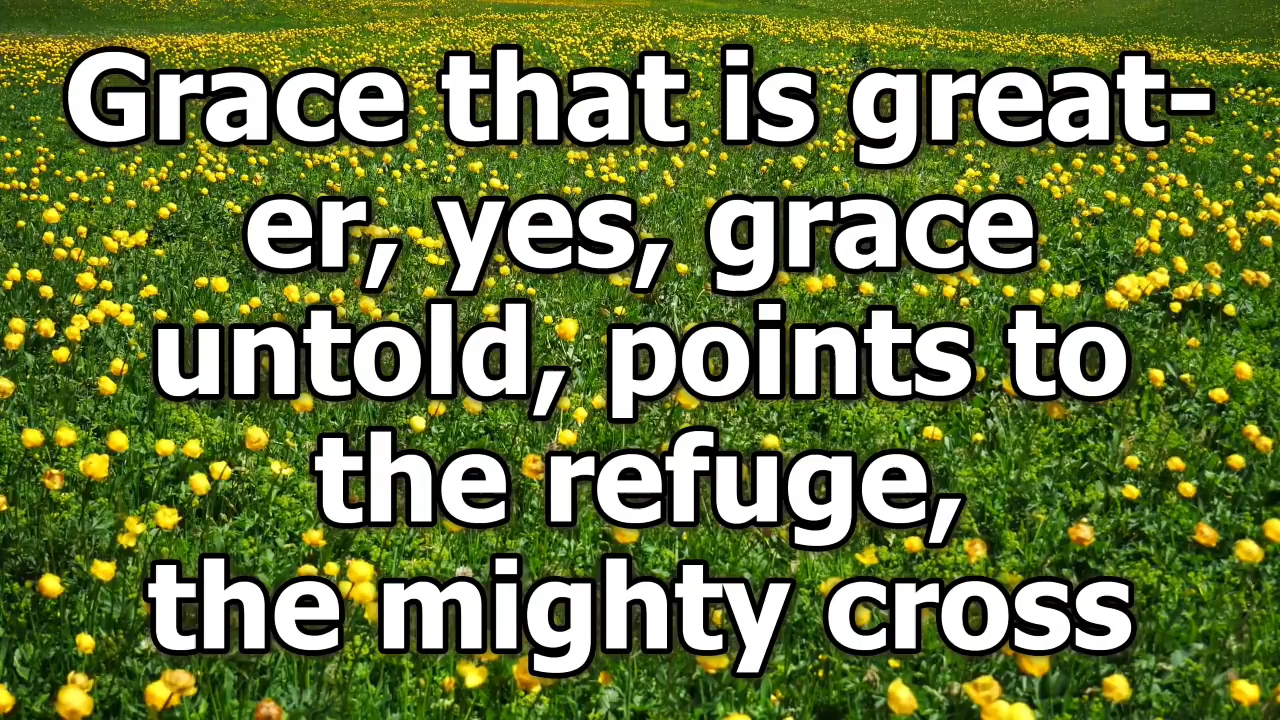 Grace that is great-
er, yes, grace
untold, points to
the refuge,
the mighty cross